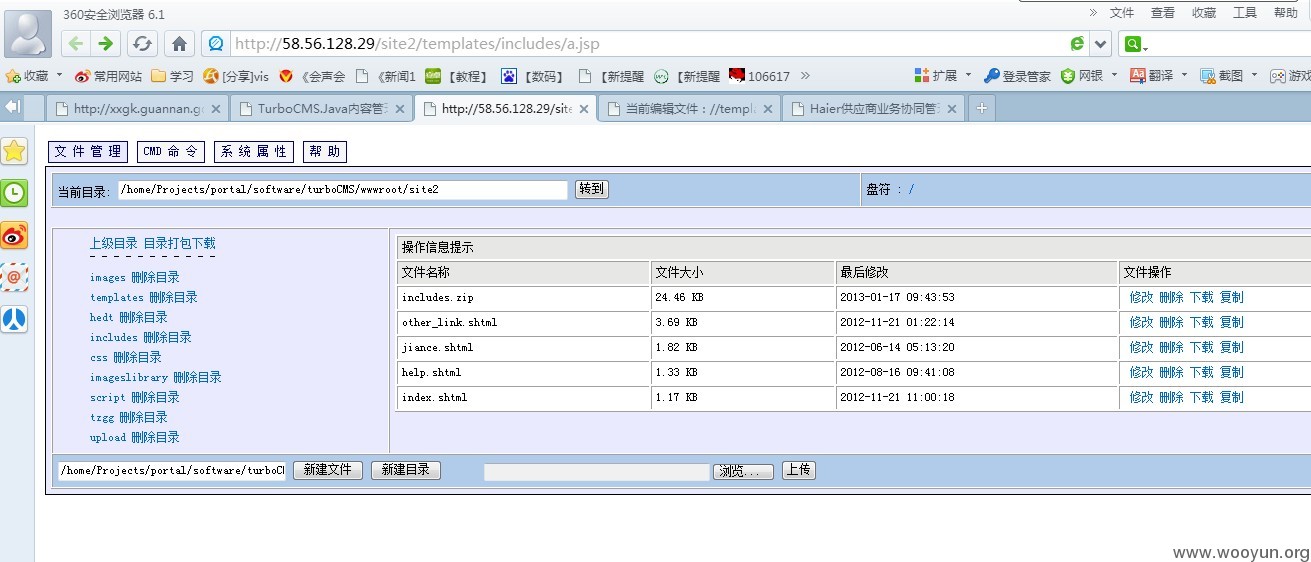 360安全浏览器 6.1
» 文件 查看 收藏 工具 帮助
http://58.56.128.29/site2/templates/includes/a.jsp
收藏 常用网站 学习 [分享]vis 《会声会 《新闻1 【教程】 【数码】 【新提醒 【新提醒 106617 » 扩展 登录管家 网银 翻译 截图 游戏
http://xxgk.guannan.g TurboCMS.Java内容管 http://58.56.128.29/site 当前编辑文件：//templ Haier供应商业务协同管
文件管理 CMD 命令 系统属性 帮助
当前目录: /home/Projects/portal/software/turboCMS/wwwroot/site2 转到 盘符 : /
上级目录 目录打包下载
- - - - - - - - - - -
images 删除目录
templates 删除目录
hedt 删除目录
includes 删除目录
css 删除目录
imageslibrary 删除目录
script 删除目录
tzgg 删除目录
upload 删除目录
操作信息提示
文件名称 文件大小 最后修改 文件操作
includes.zip 24.46 KB 2013-01-17 09:43:53 修改 删除 下载 复制
other_link.shtml 3.69 KB 2012-11-21 01:22:14 修改 删除 下载 复制
jiance.shtml 1.82 KB 2012-06-14 05:13:20 修改 删除 下载 复制
help.shtml 1.33 KB 2012-08-16 09:41:08 修改 删除 下载 复制
index.shtml 1.17 KB 2012-11-21 11:00:18 修改 删除 下载 复制
/home/Projects/portal/software/turboCM 新建文件 新建目录 浏览... 上传
www.wooyun.org